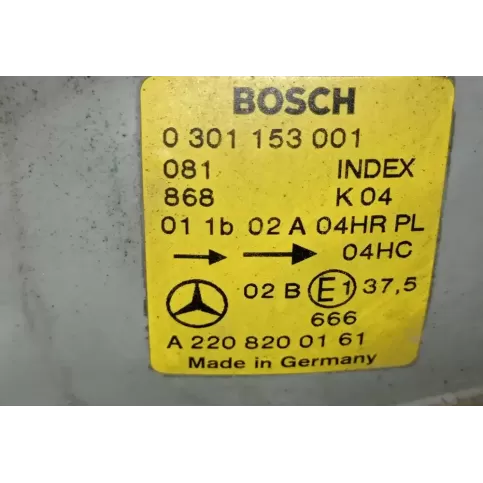 BOSCH
0 301 153 001
081 INDEX
868 K 04
01 1b 02 A 04HR PL
04HC
02 B E1 37,5
666
A 220 820 01 61
Made in Germany